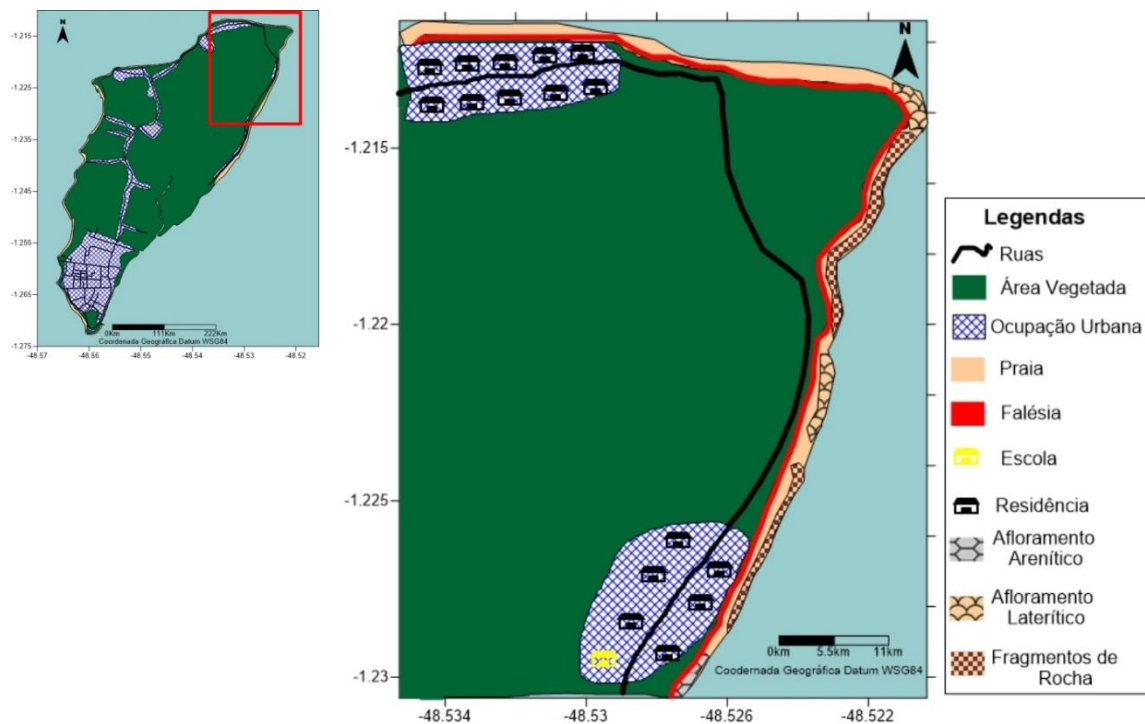 N
-1.215
-1.225
-1.235
-1.245
-1.255
-1.265
-1.275
0Km 111Km 222Km
Coordenada Geográfica Datum WSG84
-48.57 -48.56 -48.55 -48.54 -48.53 -48.52
N
-1.215
-1.22
-1.225
-1.23
0km 5.5km 11km
Coodernada Geográfica Datum WSG84
-48.534 -48.53 -48.526 -48.522
Legendas
Ruas
Área Vegetada
Ocupação Urbana
Praia
Falésia
Escola
Residência
Afloramento
Arenítico
Afloramento
Laterítico
Fragmentos de
Rocha